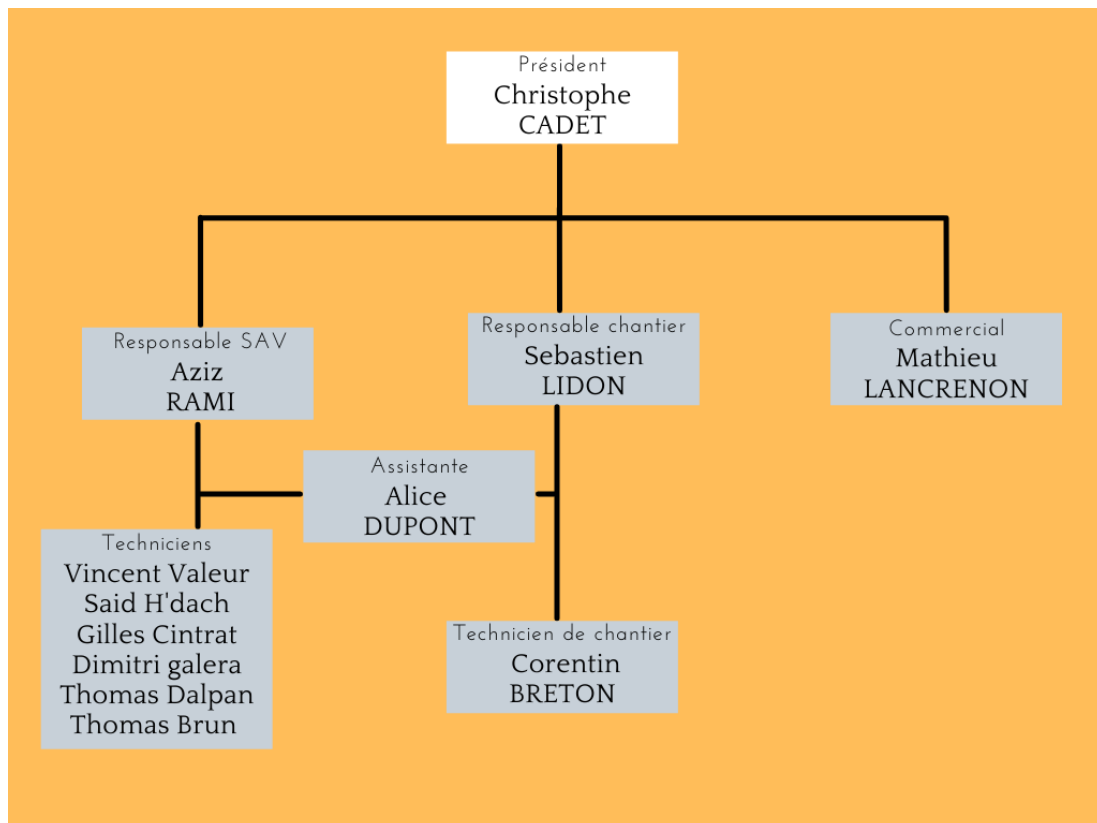 Président
Christophe
CADET
Responsable SAV
Aziz
RAMI
Responsable chantier
Sebastien
LIDON
Commercial
Mathieu
LANCRENON
Assistante
Alice
DUPONT
Techniciens
Vincent Valeur
Said H'dach
Gilles Cintrat
Dimitri galera
Thomas Dalpan
Thomas Brun
Technicien de chantier
Corentin
BRETON